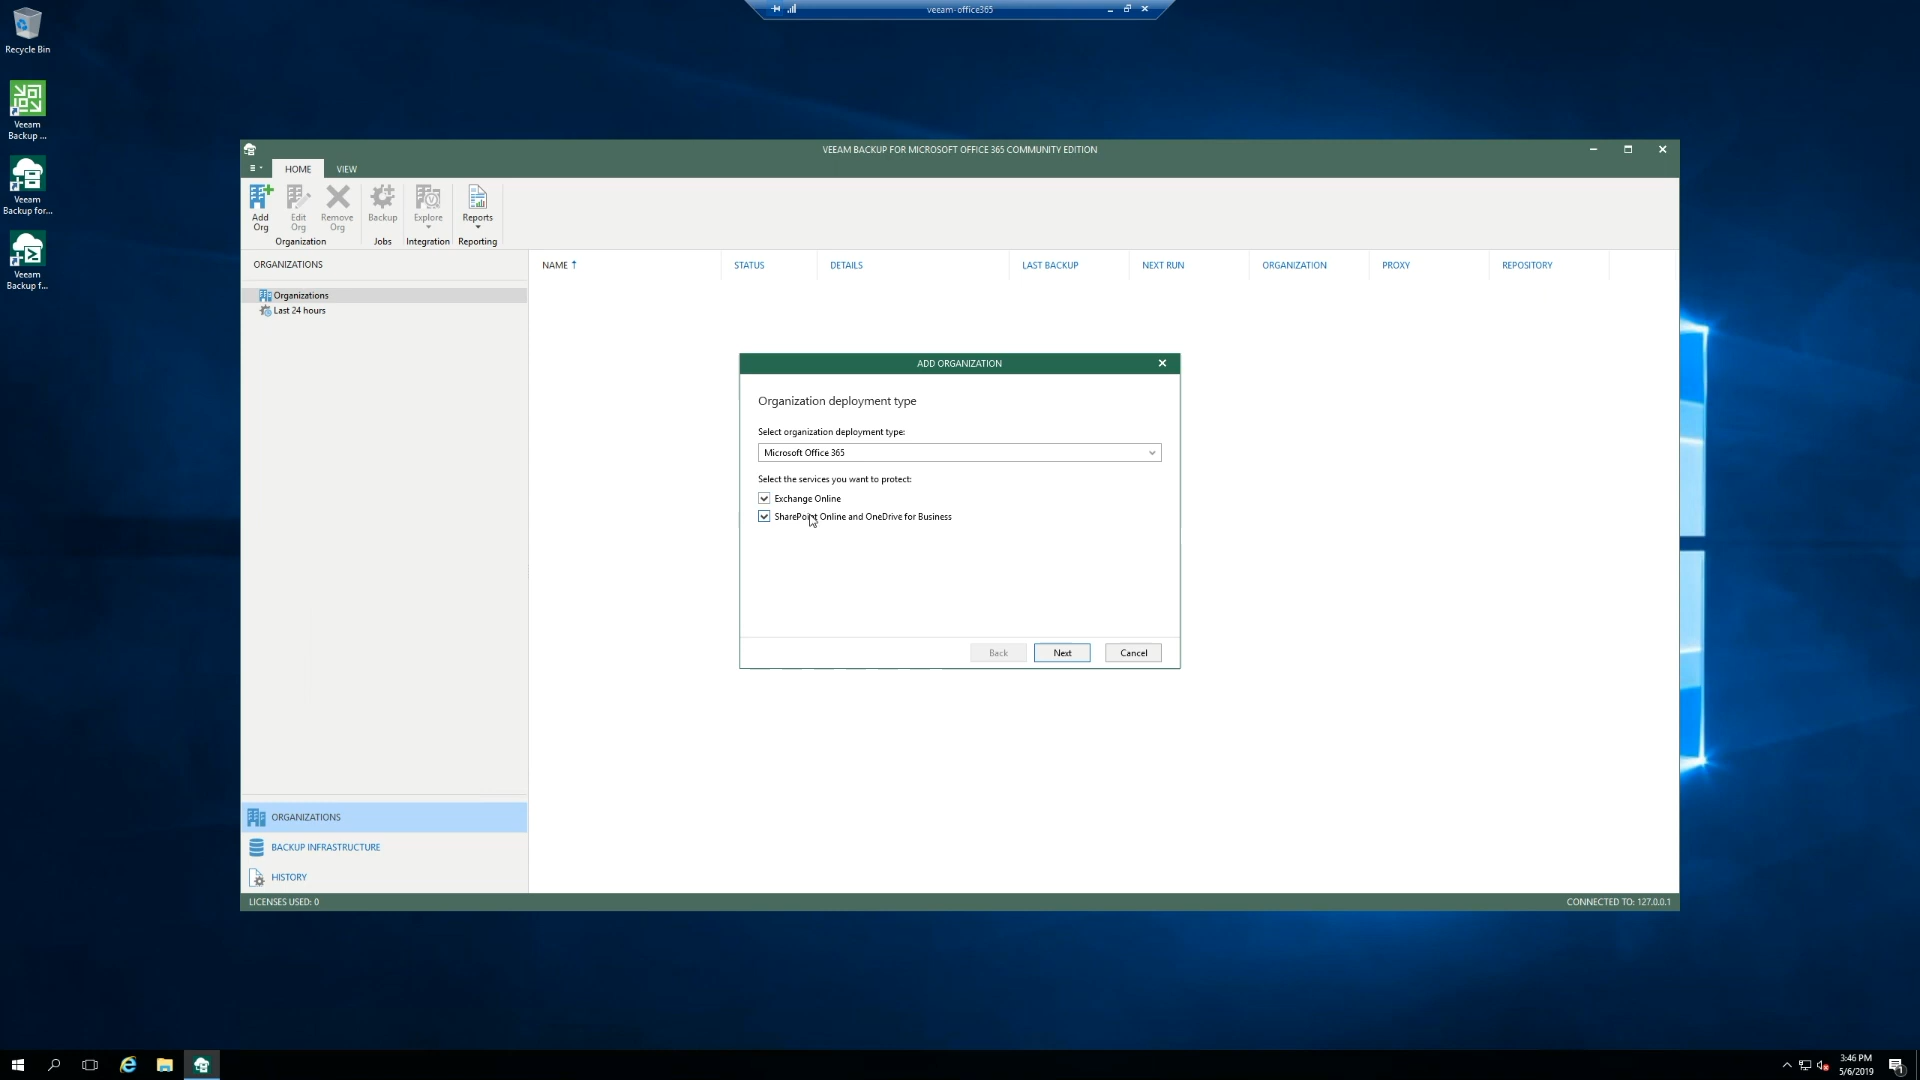 veeam-office365
Recycle Bin
Veeam
Backup ...
Veeam
Backup for...
Veeam
Backup f...
VEEAM BACKUP FOR MICROSOFT OFFICE 365 COMMUNITY EDITION
HOME
VIEW
Add
Org
Edit
Org
Remove
Org
Organization
Backup
Jobs
Explore
Integration
Reports
Reporting
ORGANIZATIONS
Organizations
Last 24 hours
NAME
STATUS
DETAILS
LAST BACKUP
NEXT RUN
ORGANIZATION
PROXY
REPOSITORY
ADD ORGANIZATION
Organization deployment type
Select organization deployment type:
Microsoft Office 365
Select the services you want to protect:
Exchange Online
SharePoint Online and OneDrive for Business
Back
Next
Cancel
ORGANIZATIONS
BACKUP INFRASTRUCTURE
HISTORY
LICENSES USED: 0
CONNECTED TO: 127.0.0.1
3:46 PM
5/6/2019